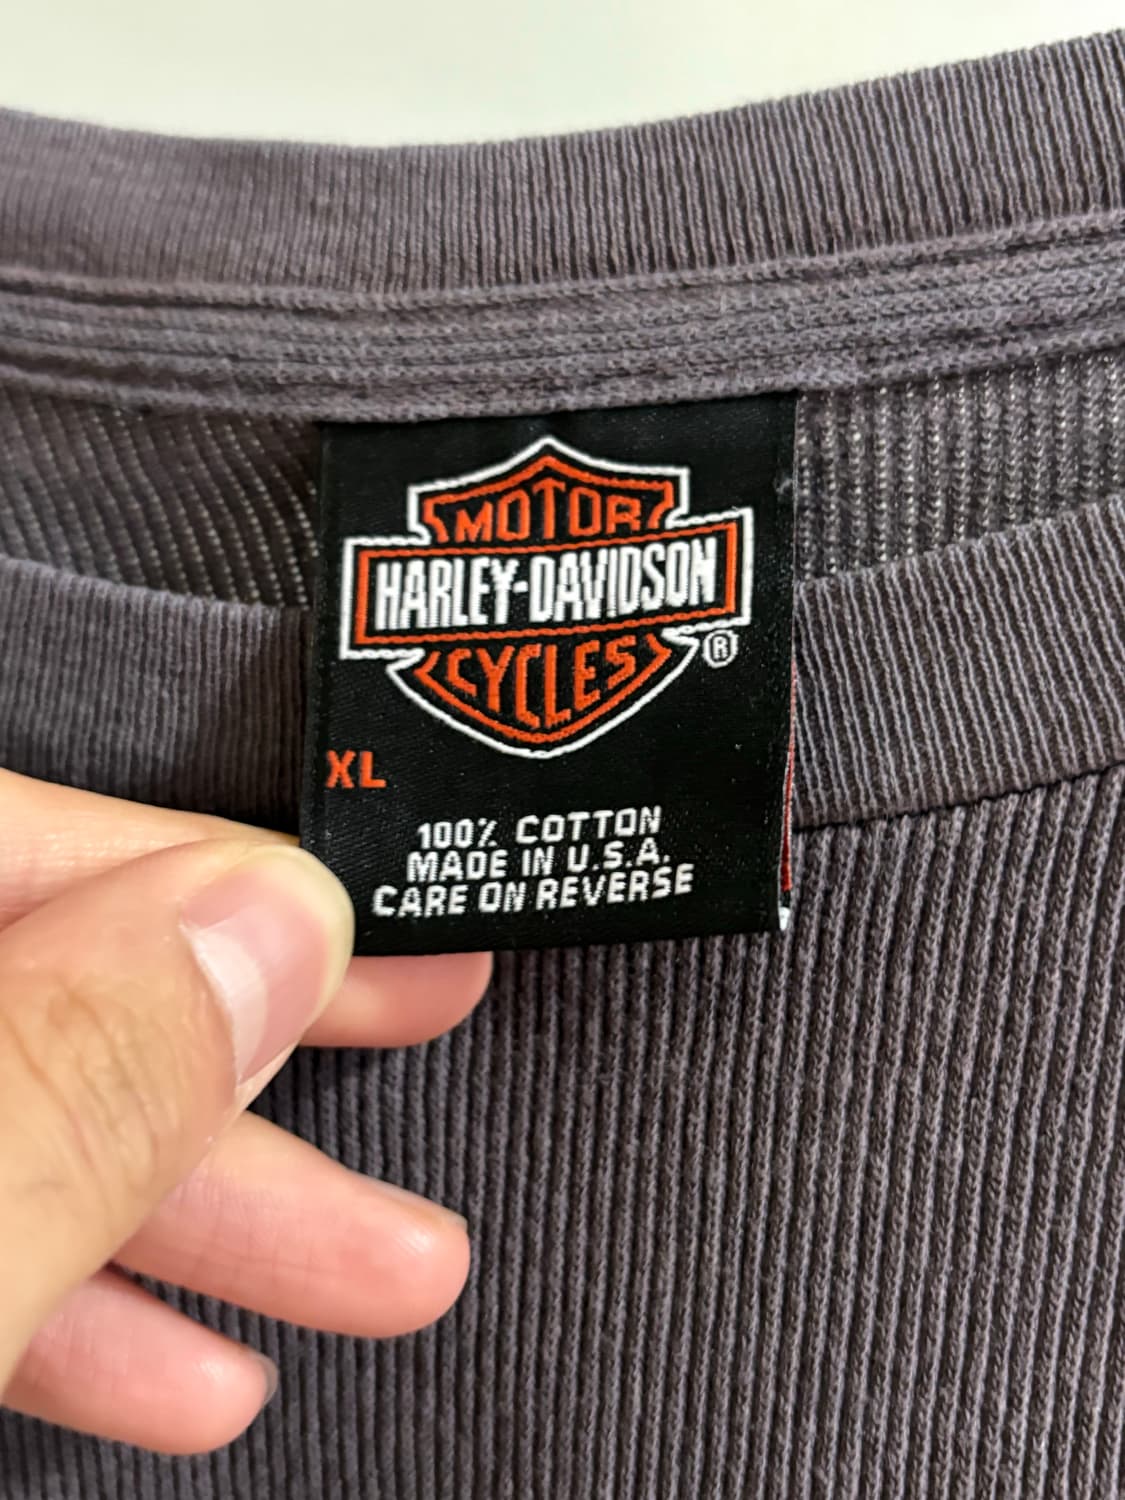 MOTOR
HARLEY-DAVIDSON
CYCLES
®
XL
100% COTTON
MADE IN U.S.A.
CARE ON REVERSE